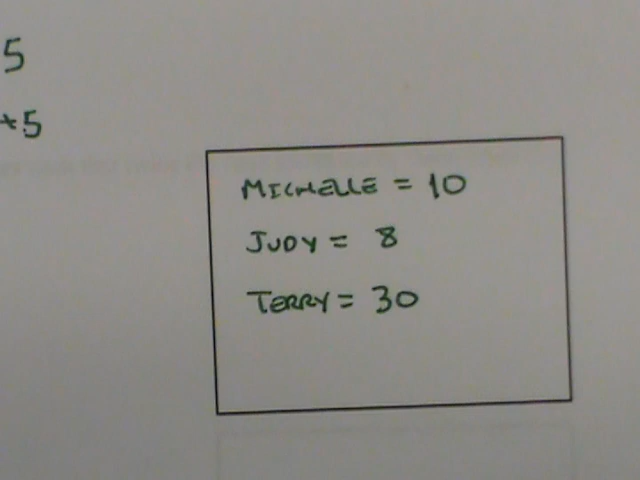 5
+5
MICHELLE = 10
JUDY = 8
TERRY = 30